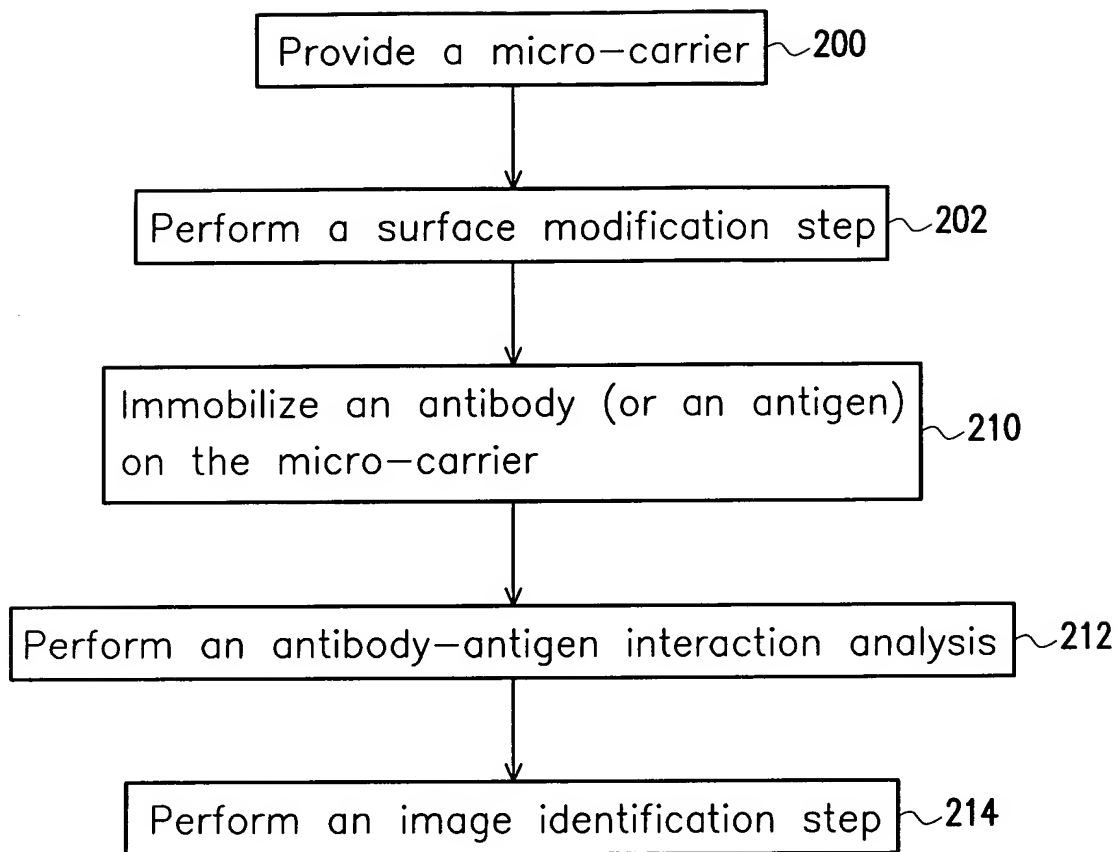 Provide a micro-carrier 200
Perform a surface modification step 202
Immobilize an antibody (or an antigen)
on the micro-carrier 210
Perform an antibody-antigen interaction analysis 212
Perform an image identification step 214